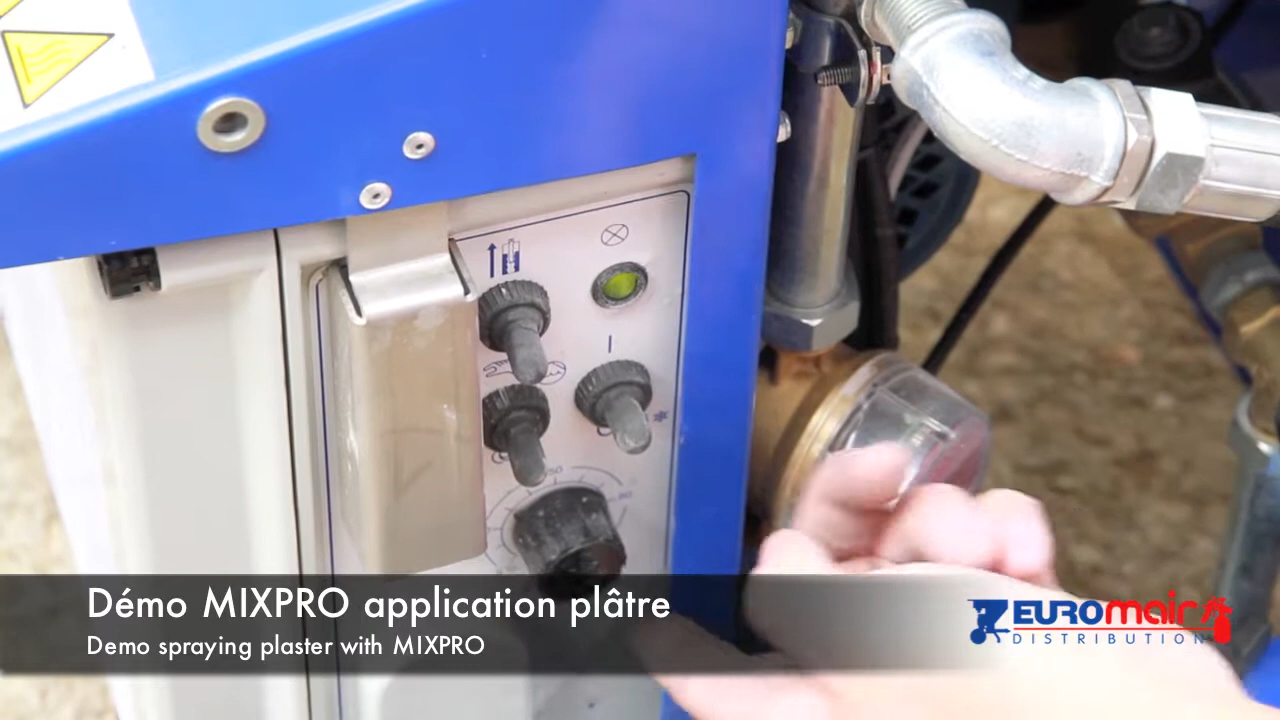 Démo MIXPRO application plâtre
Demo spraying plaster with MIXPRO
EUROmair
DISTRIBUTION